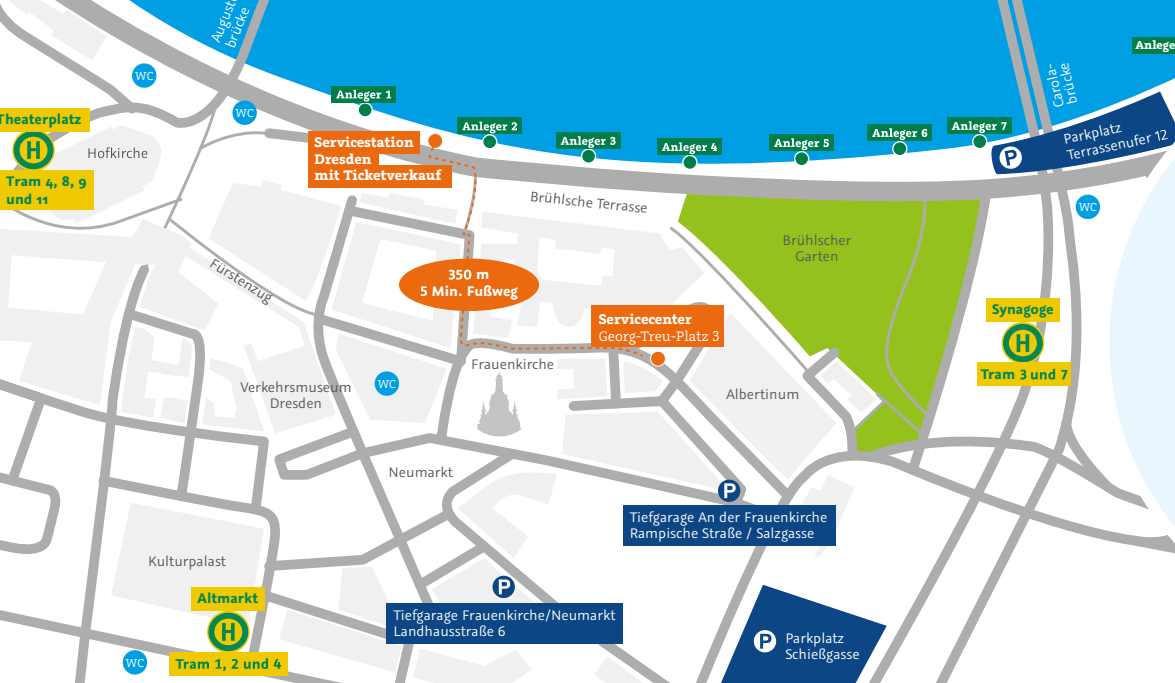 WC
Anleger 1
Anleger 2
Anleger 3
Anleger 4
Anleger 5
Anleger 6
Anleger 7
Carola-
brücke
brücke
Parkplatz
Terrassenufer 12
P
WC
WC
Theaterplatz
H
Tram 4, 8, 9
und 11
Hofkirche
Servicestation
Dresden
mit Ticketverkauf
Brühlsche Terrasse
Brühlscher
Garten
Fürstenzug
350 m
5 Min. Fußweg
Servicecenter
Georg-Treu-Platz 3
Synagoge
H
Tram 3 und 7
Frauenkirche
WC
Verkehrsmuseum
Dresden
Albertinum
Neumarkt
P
Tiefgarage An der Frauenkirche
Rampische Straße / Salzgasse
Kulturpalast
Altmarkt
H
Tram 1, 2 und 4
WC
P
Tiefgarage Frauenkirche/Neumarkt
Landhausstraße 6
P
Parkplatz
Schießgasse